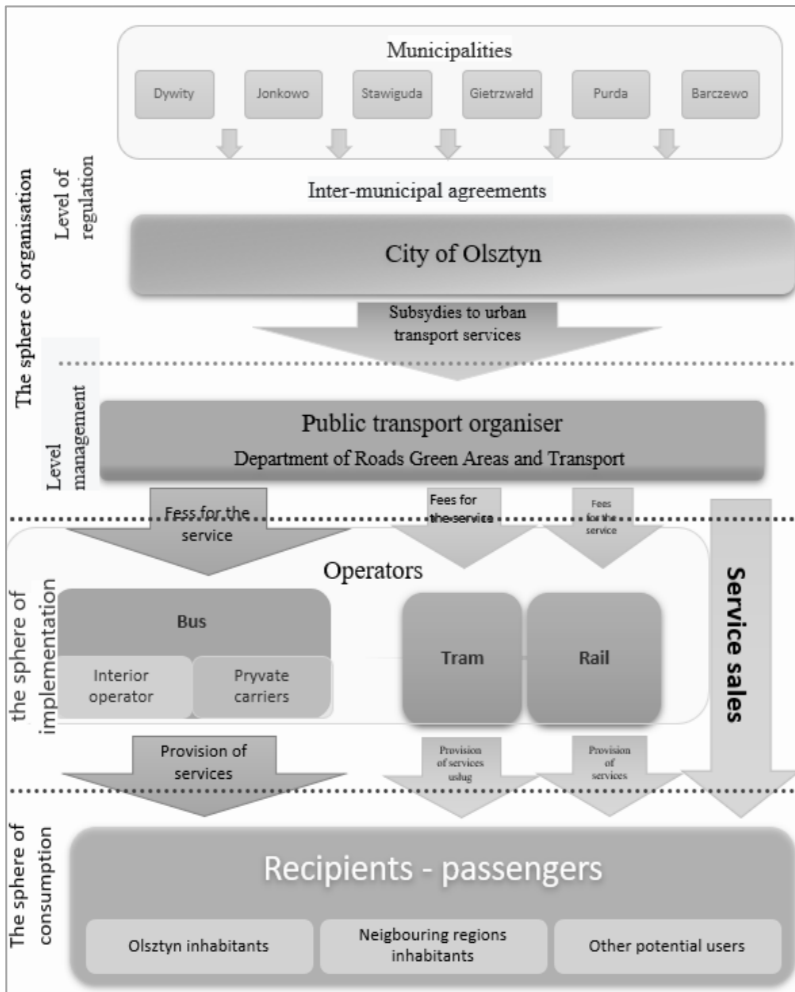 Municipalities
Dywity
Jonkowo
Stawiguda
Gietrzwałd
Purda
Barczewo
Inter-municipal agreements
City of Olsztyn
Subsydies to urban
transport services
The sphere of organisation
Level of
regulation
Level
management
Public transport organiser
Department of Roads Green Areas and Transport
Fess for the
service
Fees for
the service
Fees
for the
service
Service sales
the sphere of
implementation
Operators
Bus
Interior
operator
Pryvate
carriers
Tram
Rail
Provision of
services
Provision
of services
usług
Provision
of
services
The sphere of
consumption
Recipients - passengers
Olsztyn inhabitants
Neigbouring regions
inhabitants
Other potential users